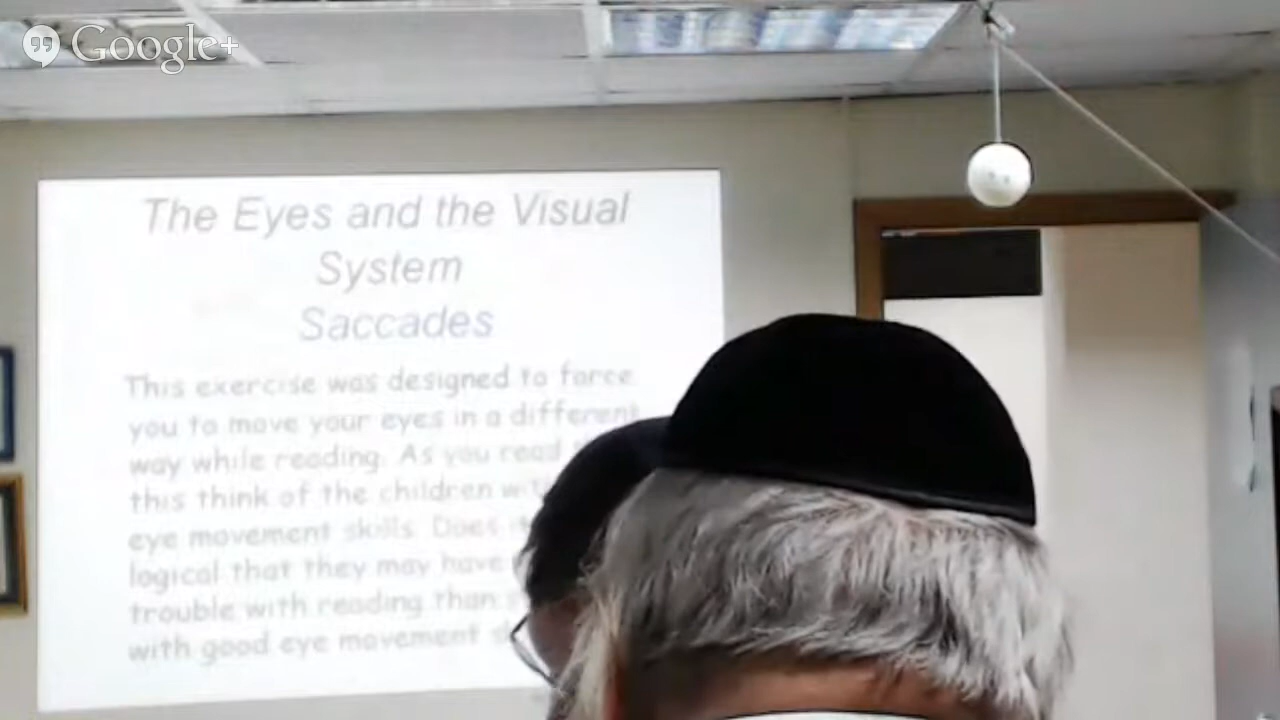 Google+
The Eyes and the Visual
System
Saccades
This exercise was designed to force
you to move your eyes in a different
way while reading. As you read
this think of the children
eye movement skills. Does
logical that they may have
trouble with reading than
with good eye movement